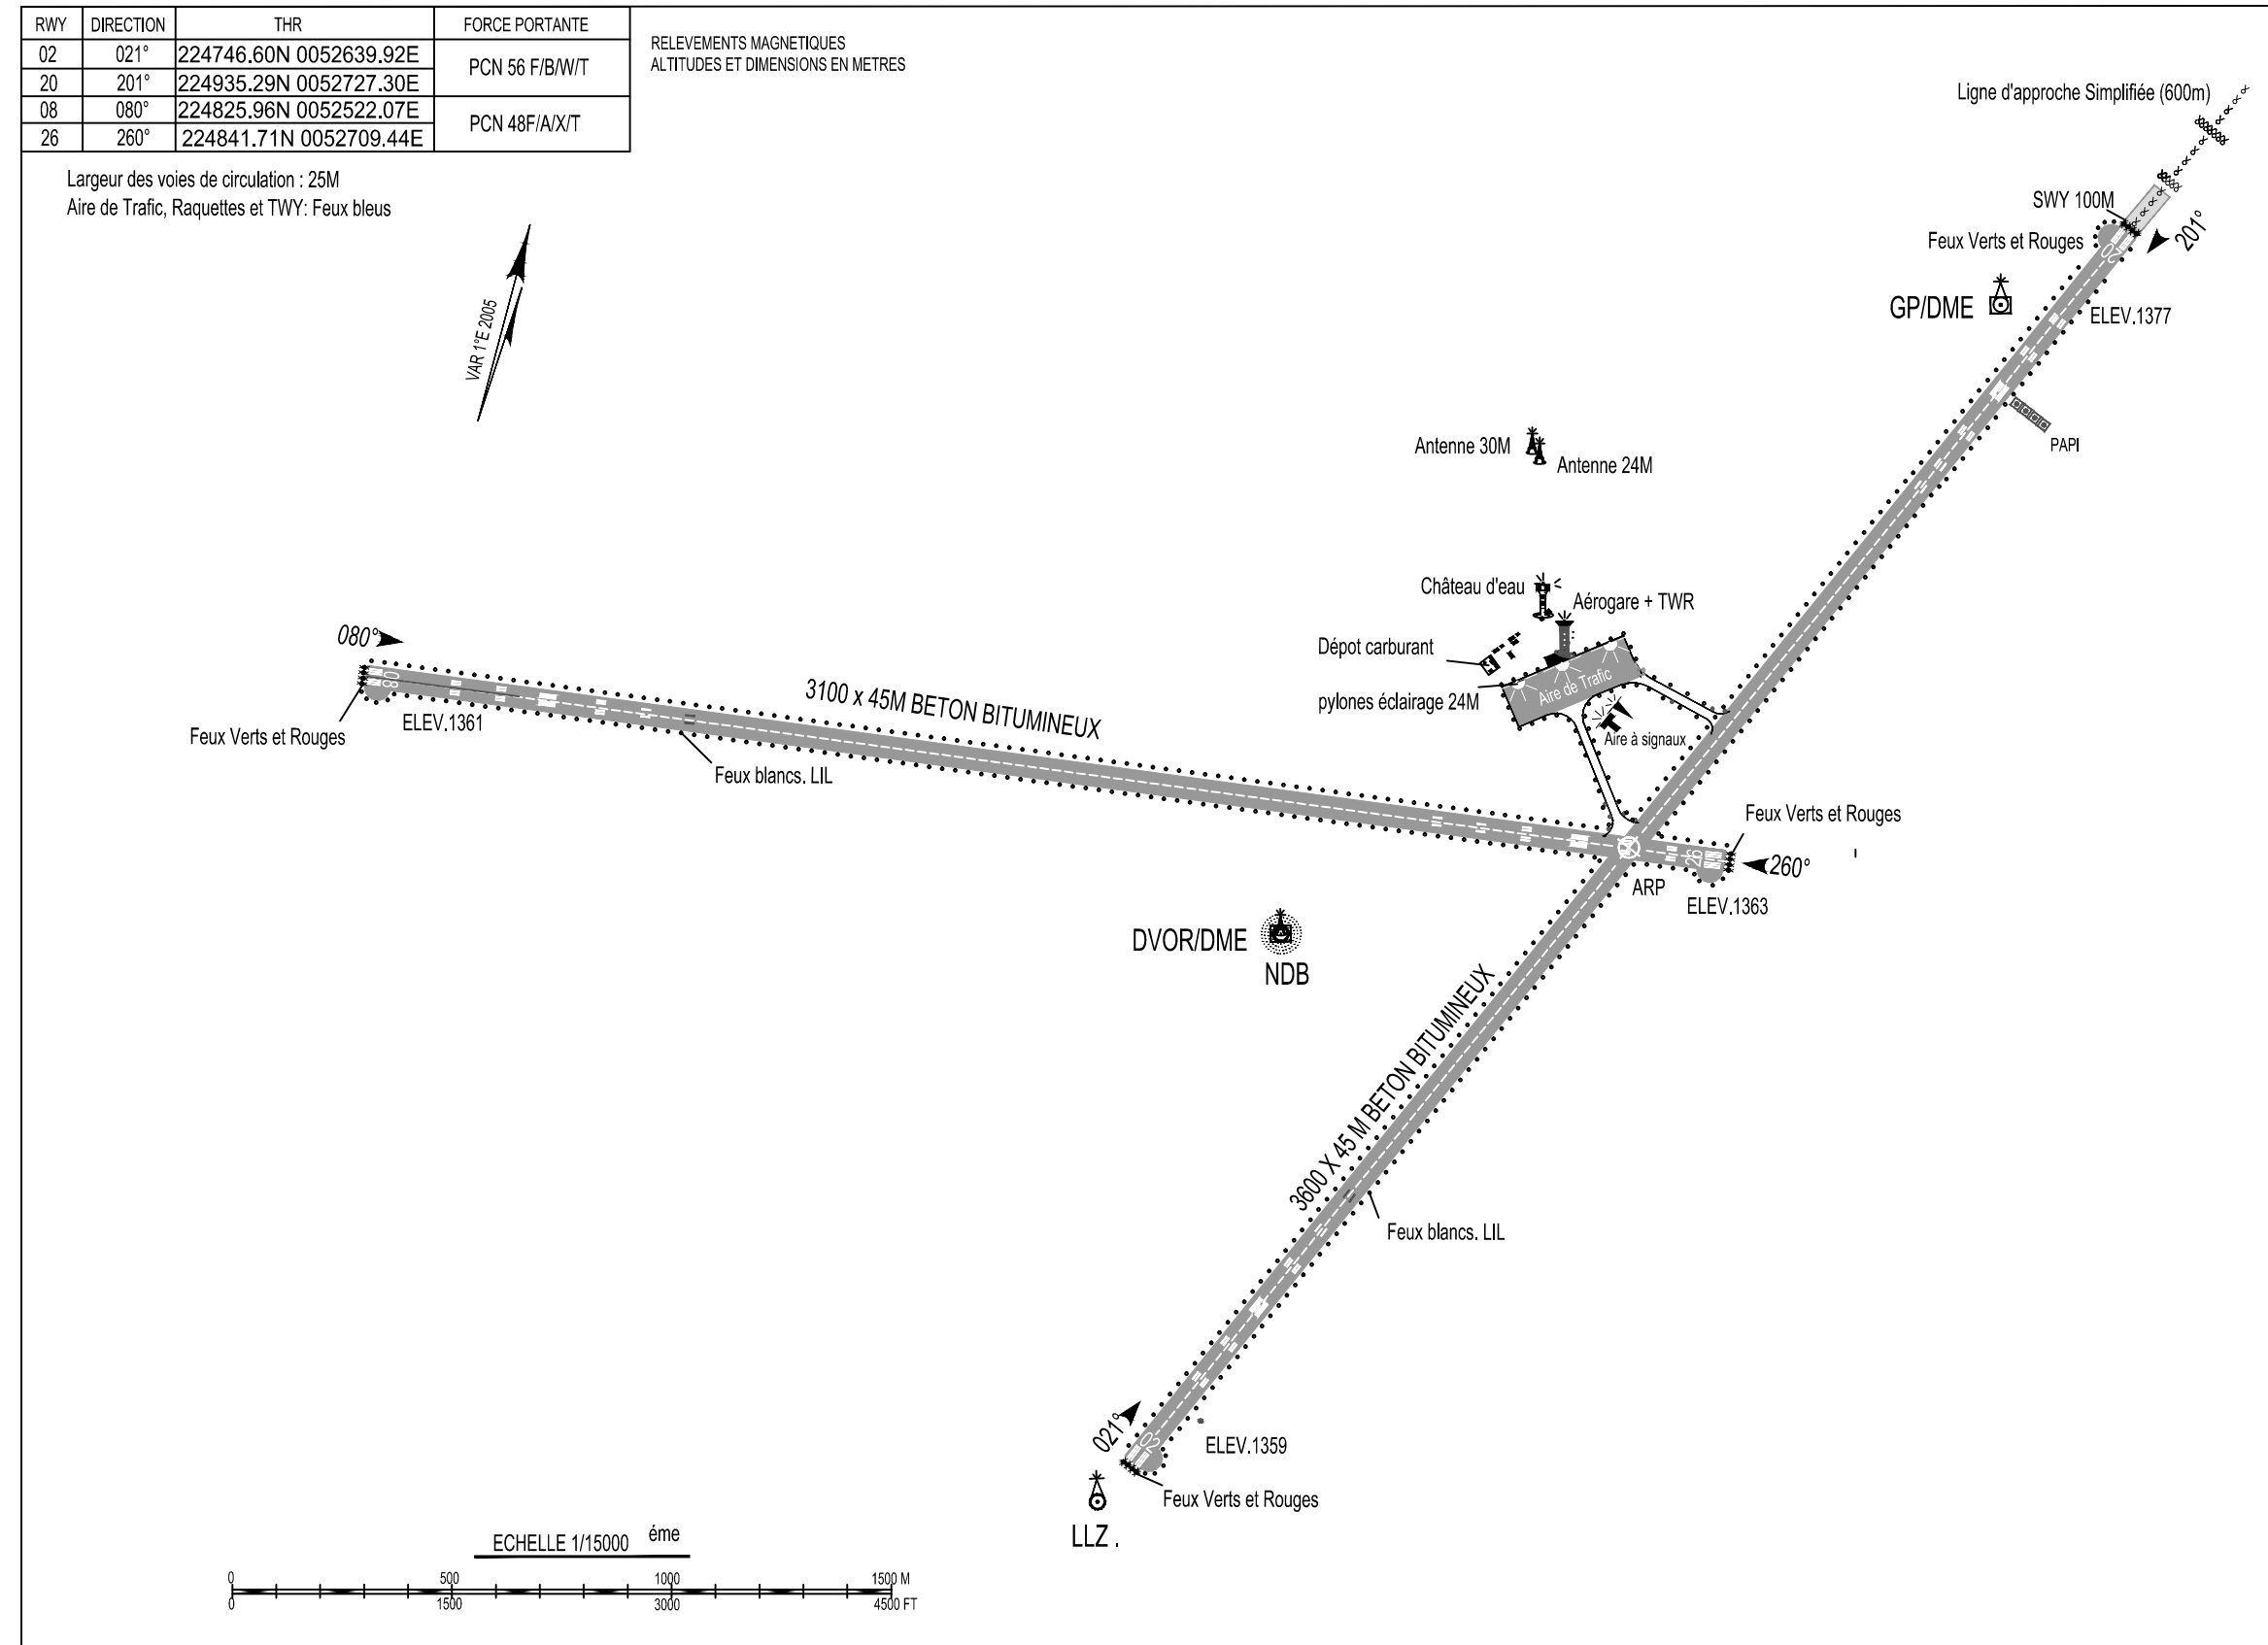 RWY DIRECTION THR FORCE PORTANTE
02 021° 224746.60N 0052639.92E PCN 56 F/B/W/T
20 201° 224935.29N 0052727.30E
08 080° 224825.96N 0052522.07E PCN 48F/A/X/T
26 260° 224841.71N 0052709.44E
RELEVEMENTS MAGNETIQUES
ALTITUDES ET DIMENSIONS EN METRES
Largeur des voies de circulation : 25M
Aire de Trafic, Raquettes et TWY: Feux bleus
VAR 1°E 2005
Ligne d'approche Simplifiée (600m)
SWY 100M
201°
Feux Verts et Rouges
20
GP/DME
ELEV.1377
PAPI
Antenne 30M
Antenne 24M
Château d'eau
Aérogare + TWR
Dépot carburant
pylones éclairage 24M
Aire de Trafic
Aire à signaux
080°
08
ELEV.1361
Feux Verts et Rouges
3100 x 45M BETON BITUMINEUX
Feux blancs. LIL
Feux Verts et Rouges
26
260°
ARP
ELEV.1363
DVOR/DME
NDB
3600 X 45 M BETON BITUMINEUX
Feux blancs. LIL
021°
02
ELEV.1359
Feux Verts et Rouges
LLZ .
ECHELLE 1/15000 éme
0 500 1000 1500 M
0 1500 3000 4500 FT